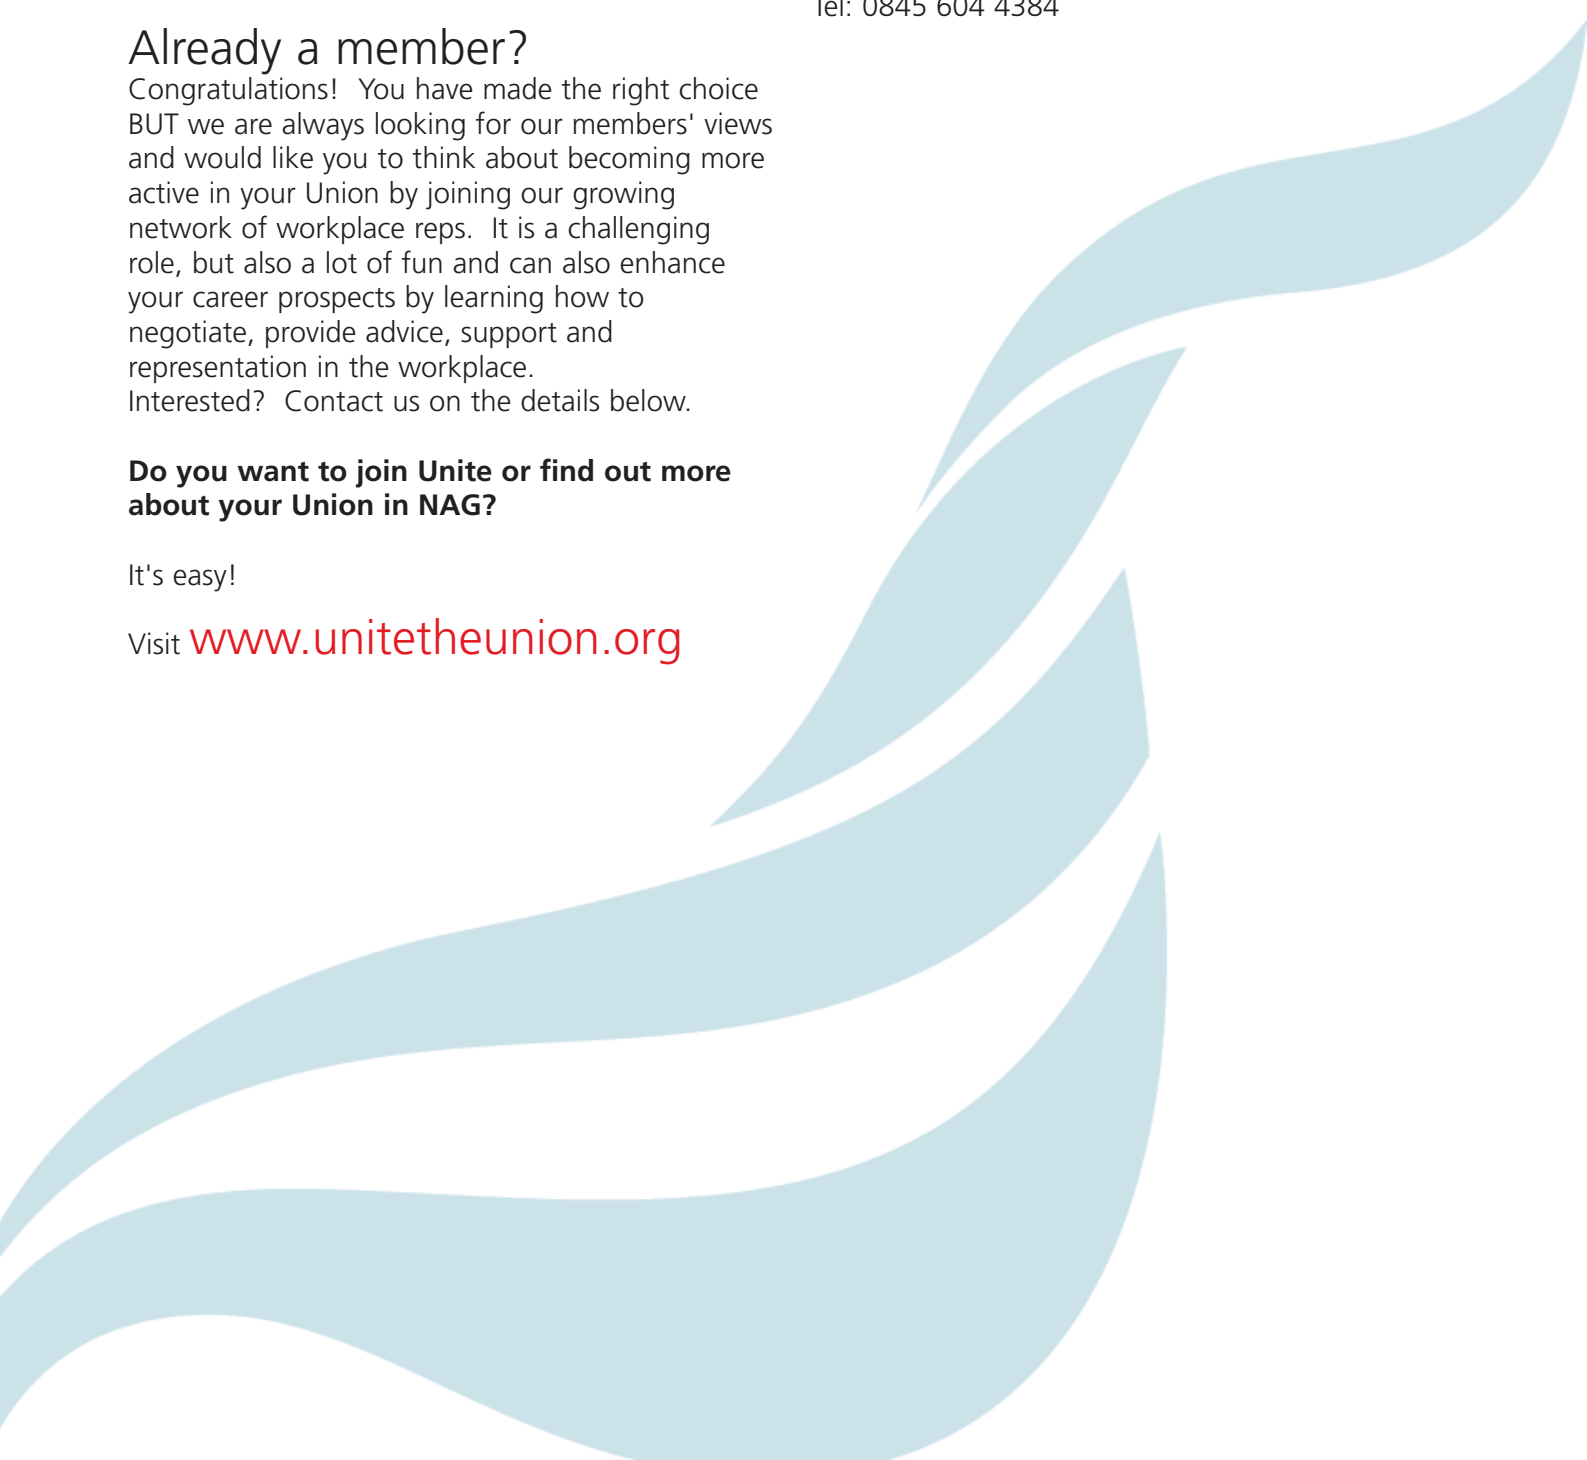 Tel: 0845 604 4384
Already a member?
Congratulations!  You have made the right choice
BUT we are always looking for our members' views
and would like you to think about becoming more
active in your Union by joining our growing
network of workplace reps.  It is a challenging
role, but also a lot of fun and can also enhance
your career prospects by learning how to
negotiate, provide advice, support and
representation in the workplace.
Interested?  Contact us on the details below.
Do you want to join Unite or find out more
about your Union in NAG?
It's easy!
Visit www.unitetheunion.org